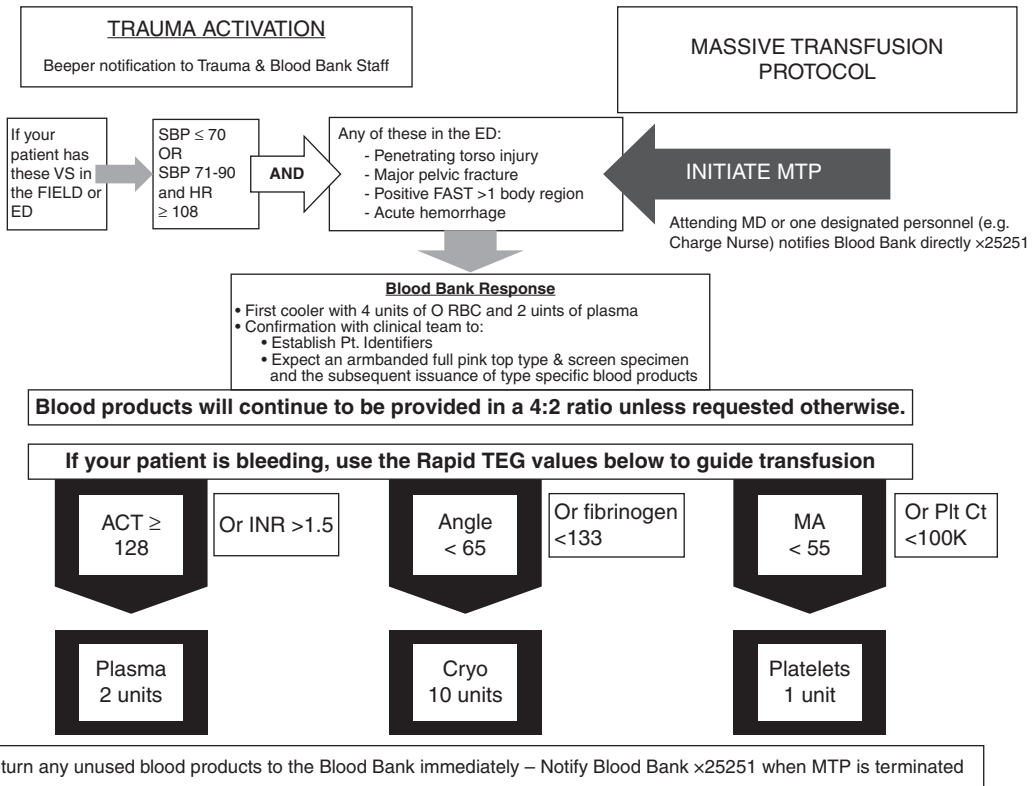 TRAUMA ACTIVATION
Beeper notification to Trauma & Blood Bank Staff
MASSIVE TRANSFUSION
PROTOCOL
If your
patient has
these VS in
the FIELD or
ED
SBP ≤ 70
OR
SBP 71-90
and HR
≥ 108
AND
Any of these in the ED:
- Penetrating torso injury
- Major pelvic fracture
- Positive FAST >1 body region
- Acute hemorrhage
INITIATE MTP
Attending MD or one designated personnel (e.g.
Charge Nurse) notifies Blood Bank directly ×25251
Blood Bank Response
• First cooler with 4 units of O RBC and 2 uints of plasma
• Confirmation with clinical team to:
• Establish Pt. Identifiers
• Expect an armbanded full pink top type & screen specimen
and the subsequent issuance of type specific blood products
Blood products will continue to be provided in a 4:2 ratio unless requested otherwise.
If your patient is bleeding, use the Rapid TEG values below to guide transfusion
ACT ≥
128
Or INR >1.5
Angle
< 65
Or fibrinogen
<133
MA
< 55
Or Plt Ct
<100K
Plasma
2 units
Cryo
10 units
Platelets
1 unit
turn any unused blood products to the Blood Bank immediately – Notify Blood Bank ×25251 when MTP is terminated